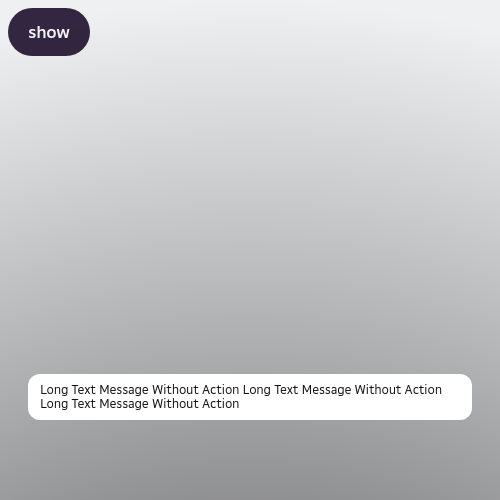 show
Long Text Message Without Action Long Text Message Without Action
Long Text Message Without Action